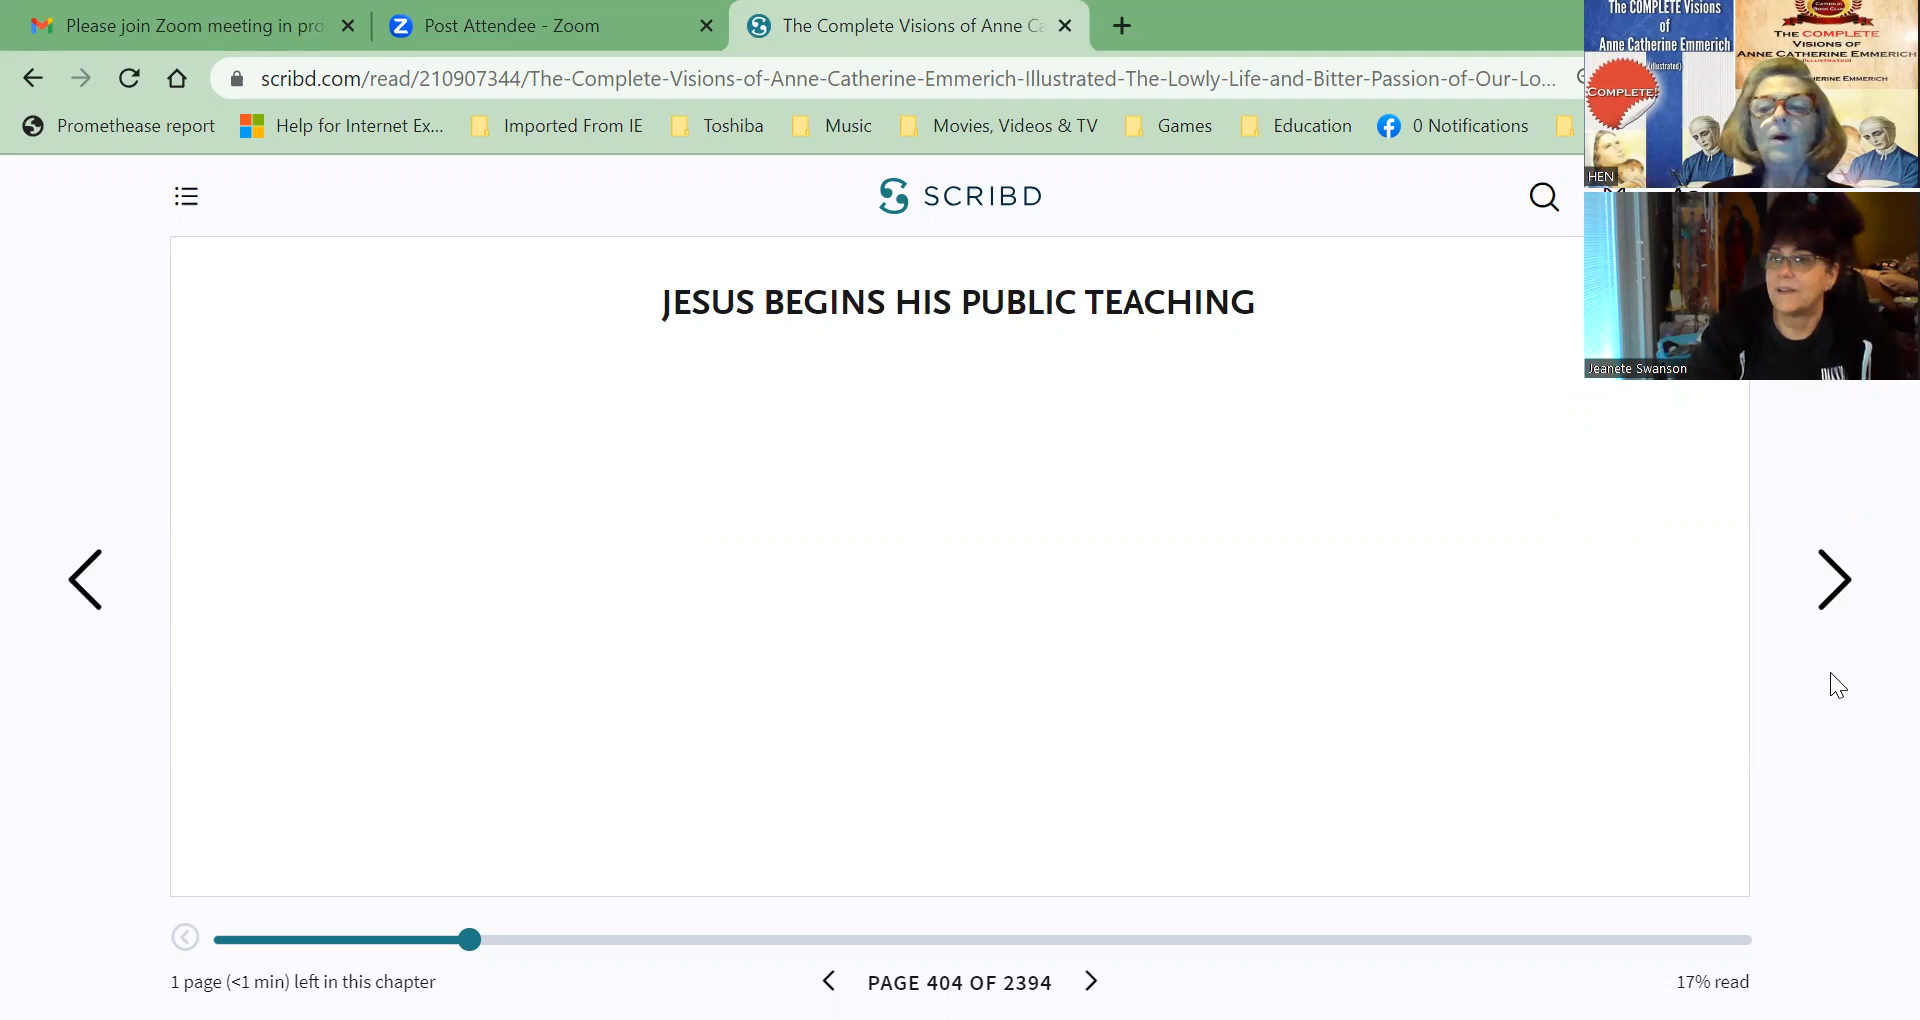 Please join Zoom meeting in pro
Post Attendee - Zoom
The Complete Visions of Anne Ca
scribd.com/read/210907344/The-Complete-Visions-of-Anne-Catherine-Emmerich-Illustrated-The-Lowly-Life-and-Bitter-Passion-of-Our-Lo...
Promethease report
Help for Internet Ex...
Imported From IE
Toshiba
Music
Movies, Videos & TV
Games
Education
0 Notifications
The COMPLETE Visions
of
Anne Catherine Emmerich
(Illustrated)
COMPLETE!
THE COMPLETE
VISIONS OF
ANNE CATHERINE EMMERICH
HERINE EMMERICH
HEN
Jeanete Swanson
SCRIBD
JESUS BEGINS HIS PUBLIC TEACHING
1 page (<1 min) left in this chapter
PAGE 404 OF 2394
17% read